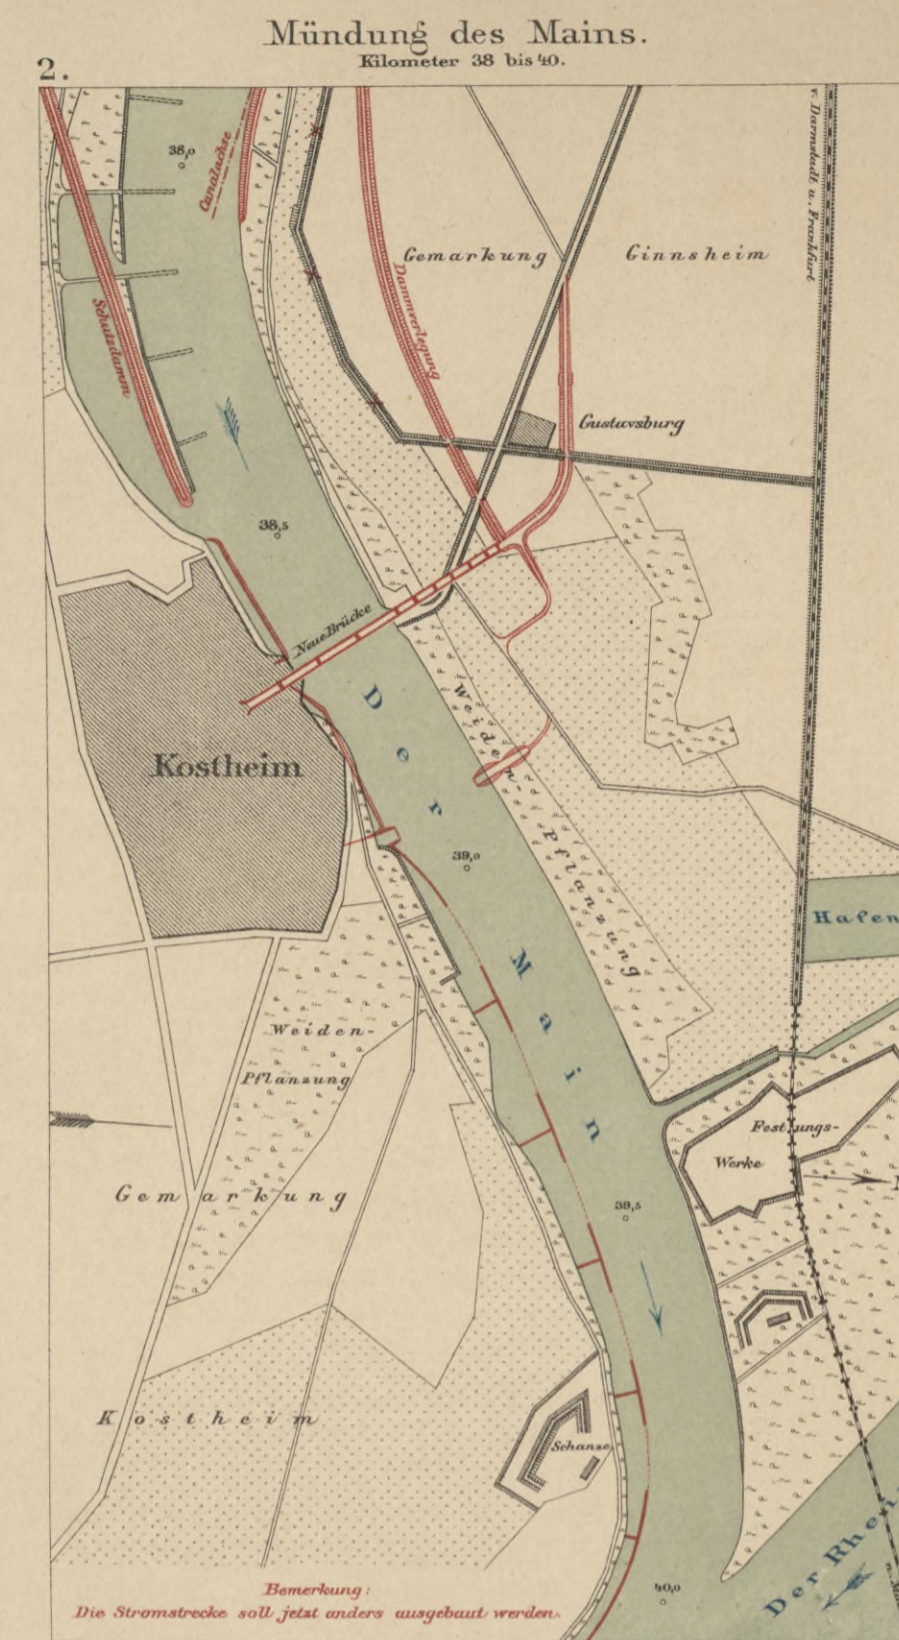 Mündung des Mains.
Kilometer 38 bis 40.
2.
38,0
Canalachse
v. Darmstadt u. Frankfurt
Gemarkung Ginnsheim
Dammverlegung
Schutzdamm
Gustavsburg
38,5
Neue Brücke
Der Main
Weiden-Pflanzung
Kostheim
39,0
Hafen
Weiden-
Pflanzung
Festungs-
Werke
Gemarkung
39,5
Kostheim
Schanze
Der Rhein
40,0
Bemerkung:
Die Stromstrecke soll jetzt anders ausgebaut werden.